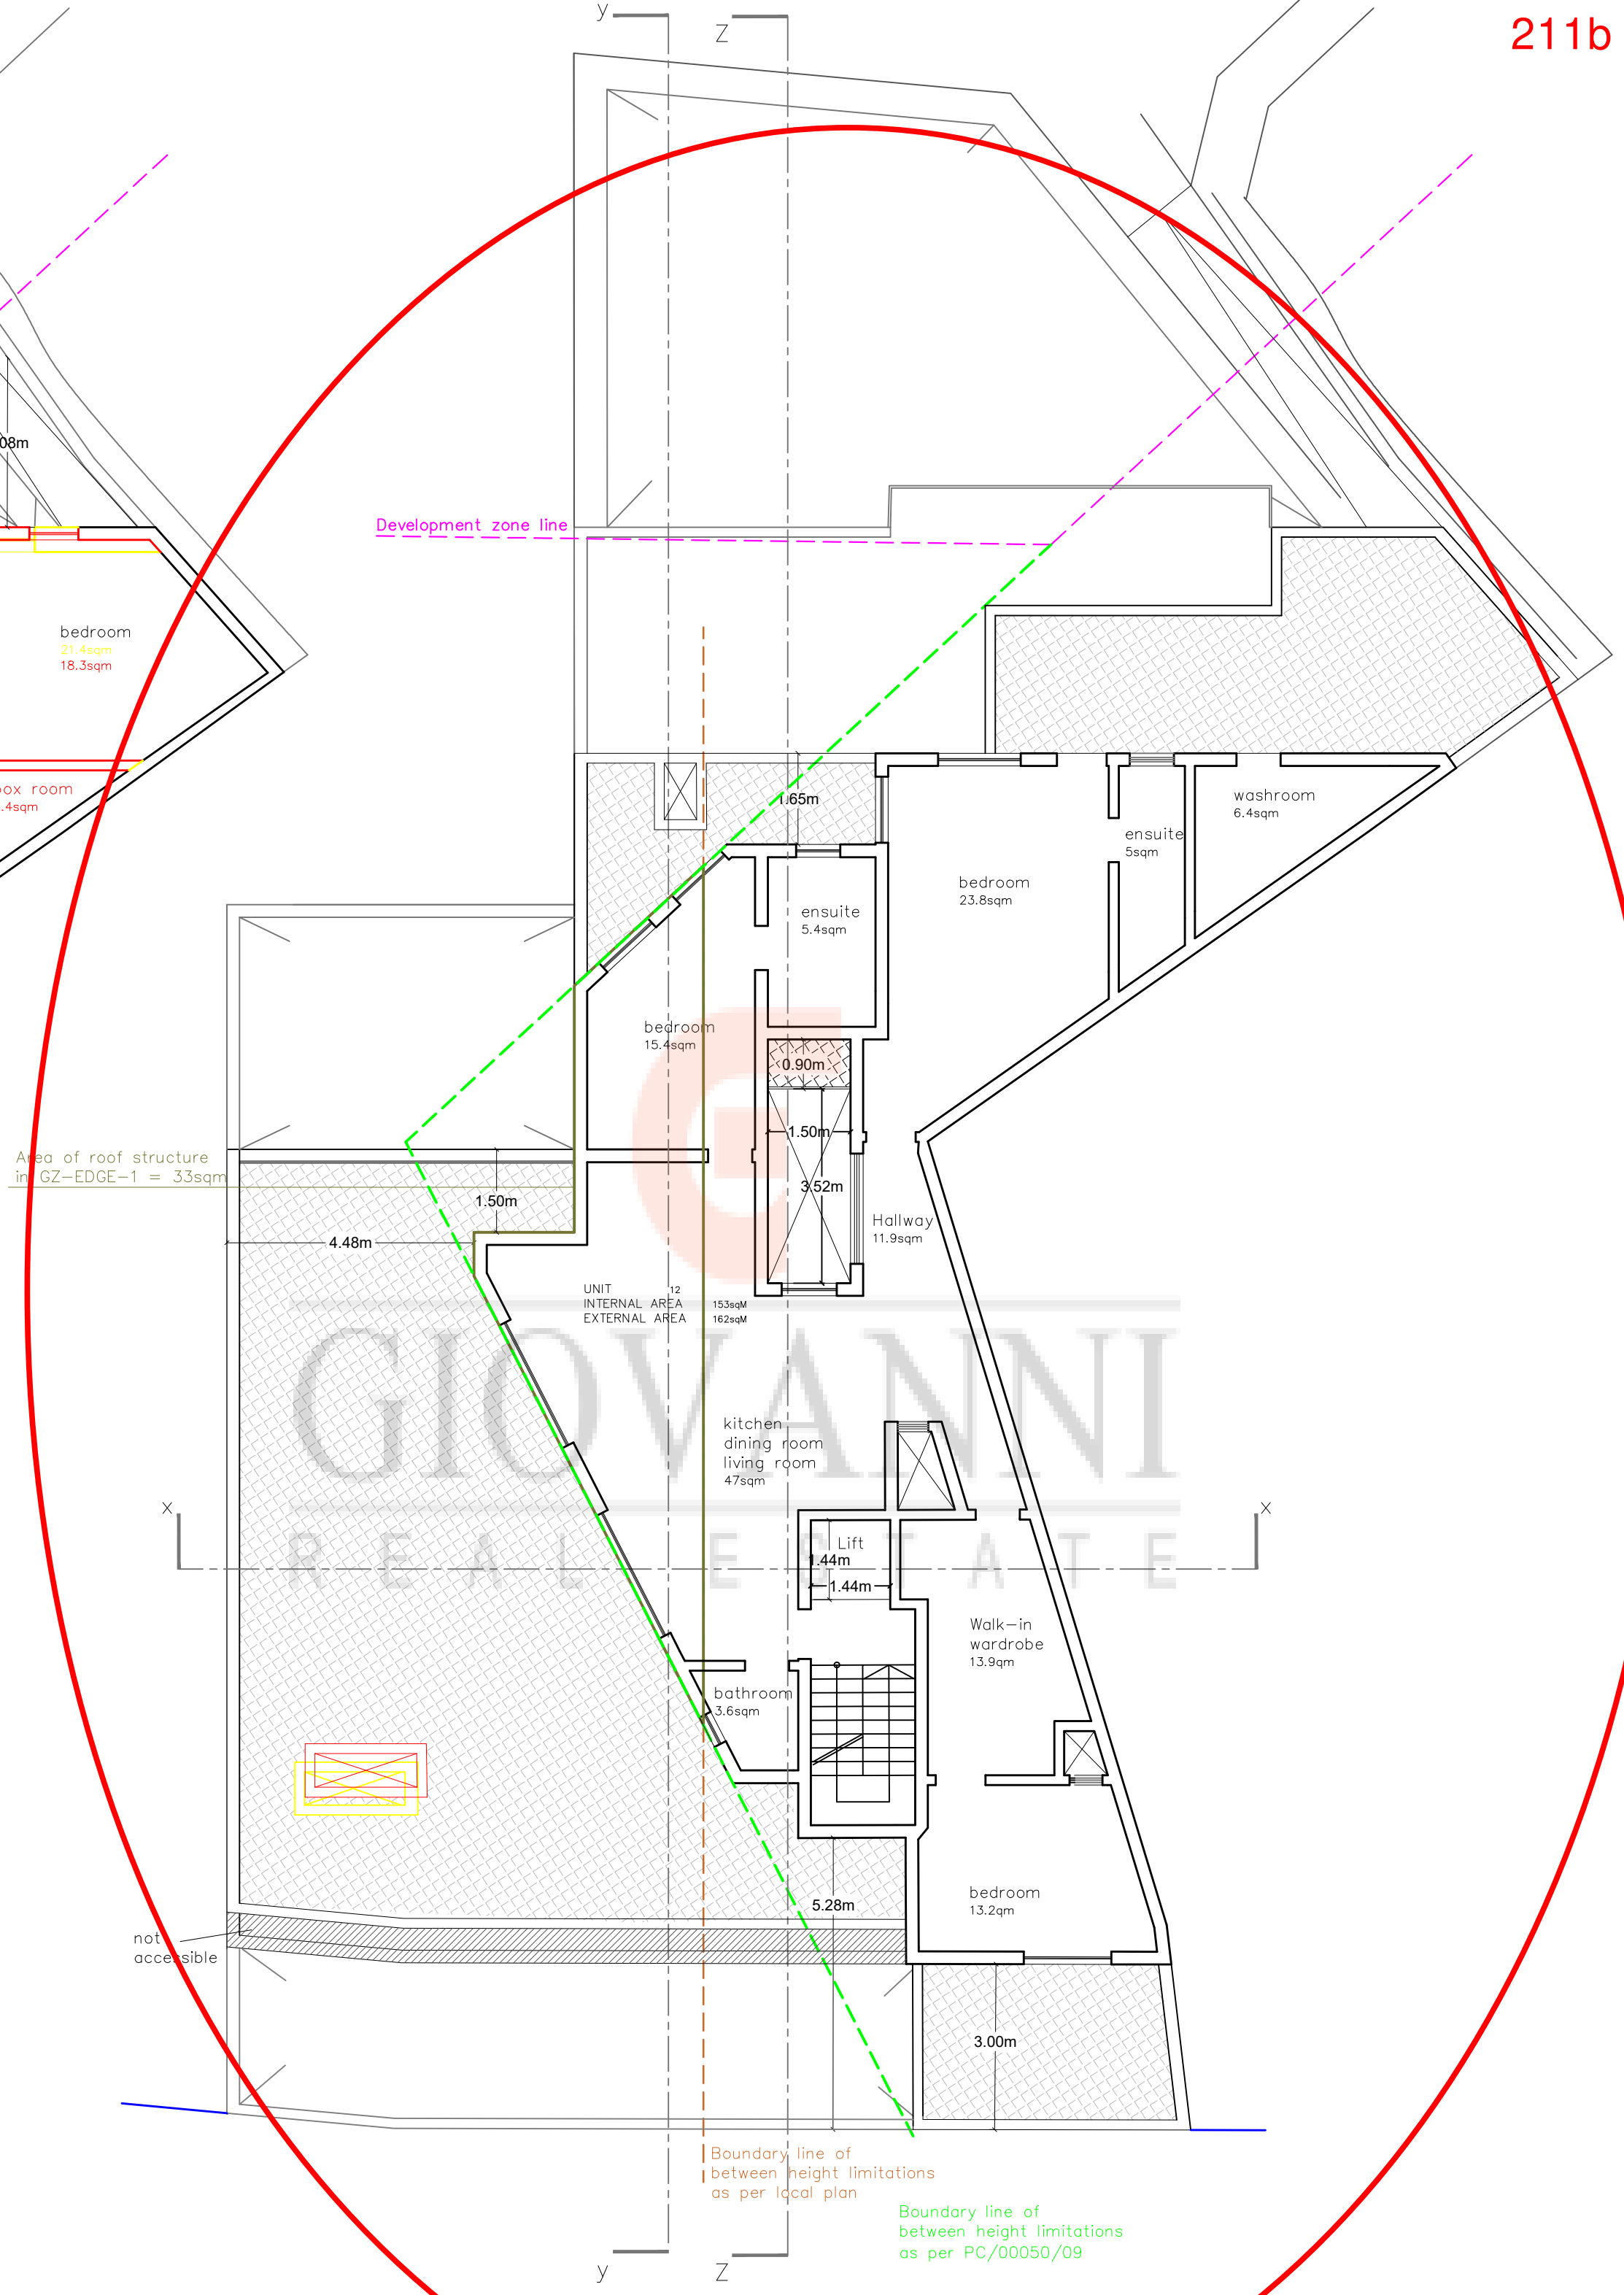 y
Z
211b
08m
Development zone line
bedroom
21.4sqm
18.3sqm
box room
.4sqm
1.65m
washroom
6.4sqm
ensuite
5sqm
bedroom
23.8sqm
ensuite
5.4sqm
bedroom
15.4sqm
0.90m
1.50m
Area of roof structure
in GZ-EDGE-1 = 33sqm
1.50m
3.52m
4.48m
Hallway
11.9sqm
UNIT 12
INTERNAL AREA 153sqM
EXTERNAL AREA 162sqM
GIOVANNI
REAL ESTATE
kitchen
dining room
living room
47sqm
x
x
Lift
1.44m
1.44m
Walk-in
wardrobe
13.9qm
bathroom
3.6sqm
bedroom
13.2qm
5.28m
not
accessible
3.00m
Boundary line of
between height limitations
as per local plan
Boundary line of
between height limitations
as per PC/00050/09
y
Z